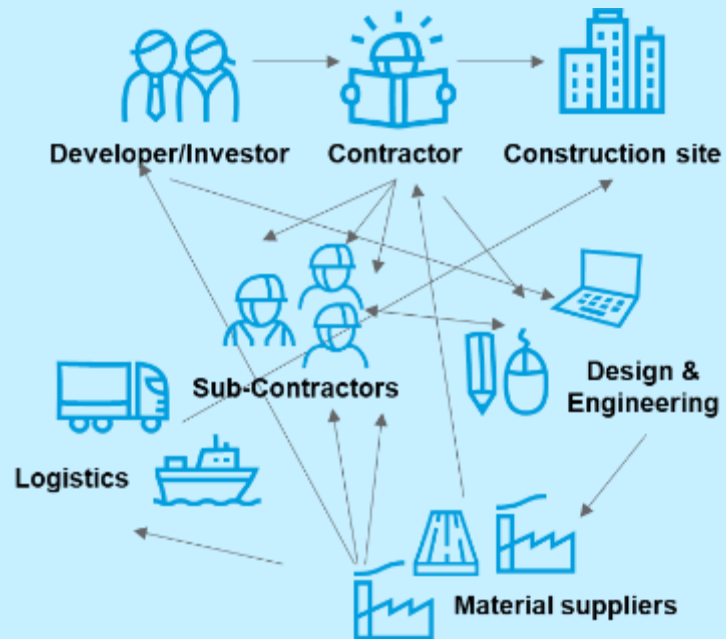 Developer/Investor
Contractor
Construction site
Sub-Contractors
Design &
Engineering
Logistics
Material suppliers